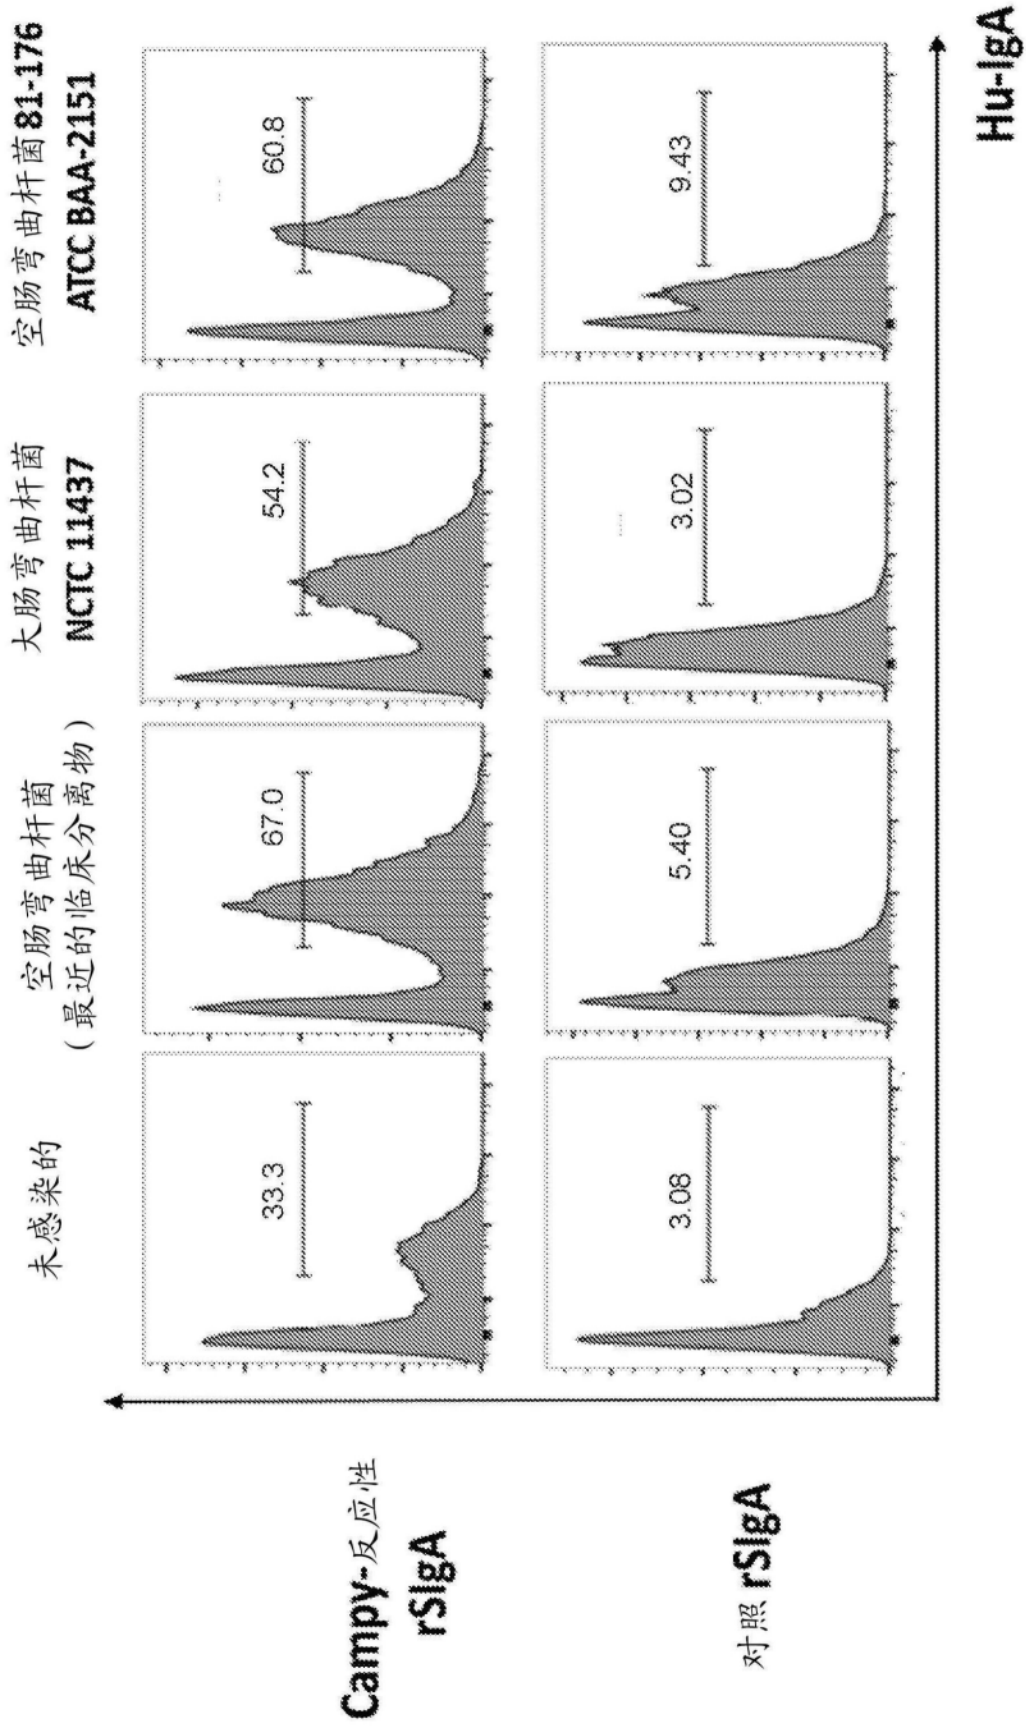 未感染的
空肠弯曲杆菌
（最近的临床分离物）
大肠弯曲杆菌
NCTC 11437
空肠弯曲杆菌81-176
ATCC BAA-2151
Campy-反应性
rSIgA
33.3
67.0
54.2
60.8
对照 rSIgA
3.08
5.40
3.02
9.43
Hu-IgA